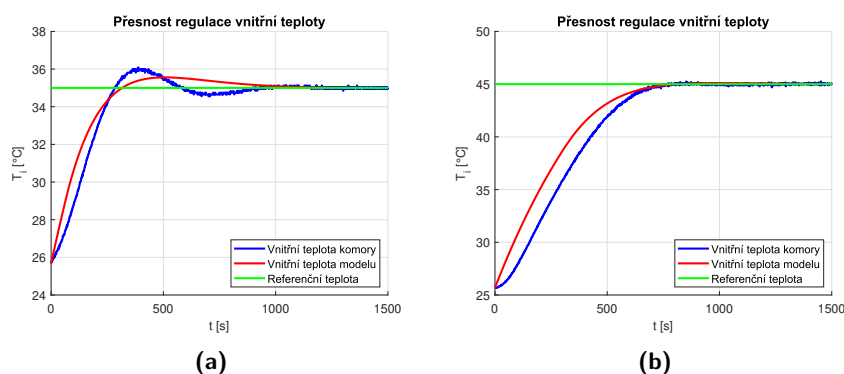 Přesnost regulace vnitřní teploty
38
36
34
32
30
28
26
24
T_i [°C]
0
500
1000
1500
t [s]
Vnitřní teplota komory
Vnitřní teplota modelu
Referenční teplota
(a)
Přesnost regulace vnitřní teploty
50
45
40
35
30
25
T_i [°C]
0
500
1000
1500
t [s]
Vnitřní teplota komory
Vnitřní teplota modelu
Referenční teplota
(b)